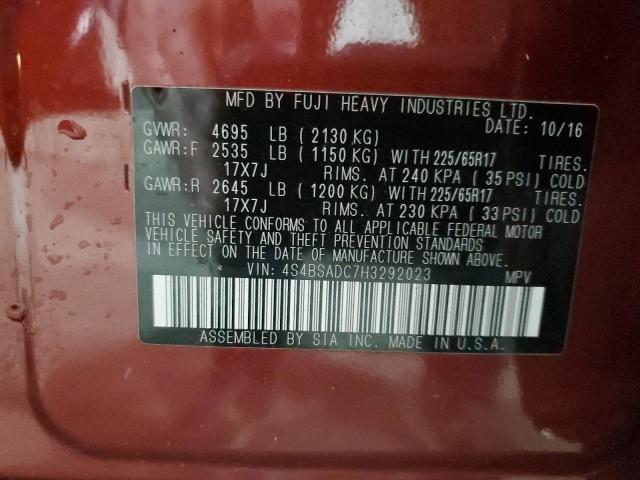 MFD BY FUJI HEAVY INDUSTRIES LTD.
DATE: 10/16
GVWR: 4695 LB (2130 KG)
GAWR:F 2535 LB (1150 KG) WITH 225/65R17 TIRES.
17X7J RIMS. AT 240 KPA (35 PSI) COLD
GAWR:R 2645 LB (1200 KG) WITH 225/65R17 TIRES.
17X7J RIMS. AT 230 KPA (33 PSI) COLD
THIS VEHICLE CONFORMS TO ALL APPLICABLE FEDERAL MOTOR
VEHICLE SAFETY AND THEFT PREVENTION STANDARDS
IN EFFECT ON THE DATE OF MANUFACTURE SHOWN ABOVE.
VIN: 4S4BSADC7H3292023 MPV
ASSEMBLED BY SIA INC. MADE IN U.S.A.